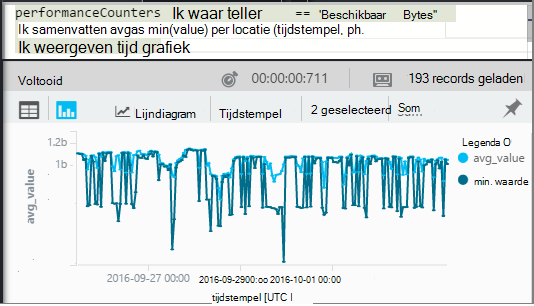 performanceCounters Ik waar teller == "Beschikbaar Bytes"
Ik samenvatten avgas min(value) per locatie (tijdstempel, ph.
Ik weergeven tijd grafiek
Voltooid 00:00:00:711 193 records geladen
Lijndiagram Tijdstempel 2 geselecteerd Som
Legenda O
1.2b
avg_value
1b
min. waarde
avg_value
2016-09-27 00:00 2016-09-2900:oo 2016-10-01 00:00
tijdstempel [UTC I